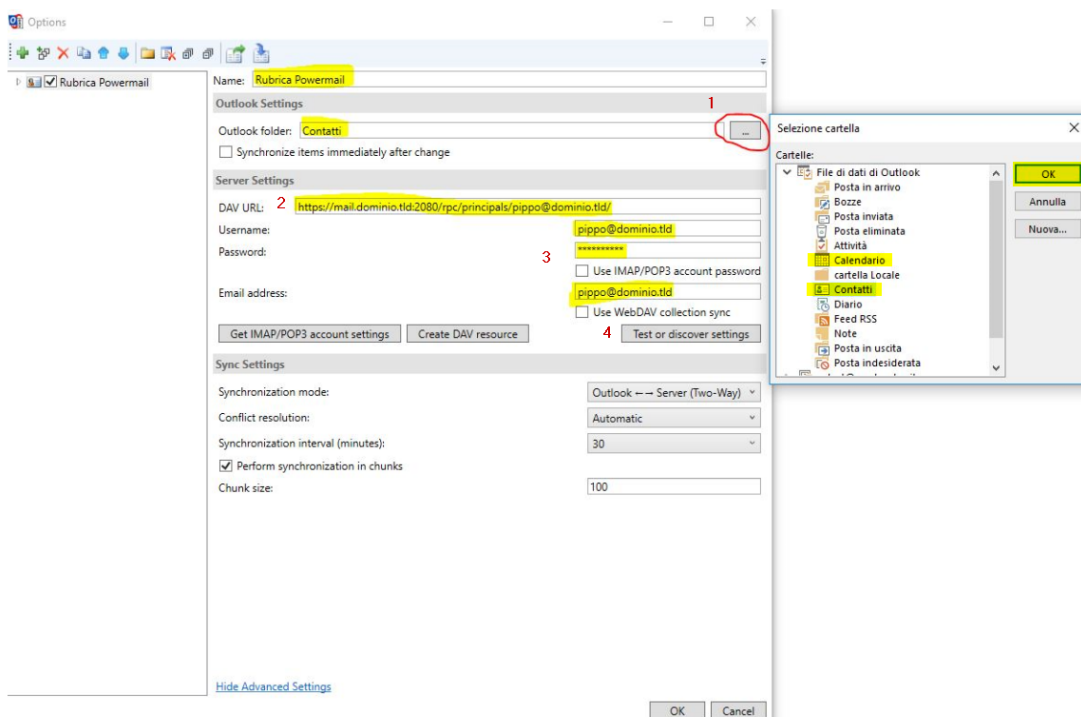 Options
Rubrica Powermail
Name: Rubrica Powermail
Outlook Settings
1
Outlook folder: Contatti
...
Synchronize items immediately after change
Server Settings
2
DAV URL: https://mail.dominio.tld:2080/rpc/principals/pippo@dominio.tld/
Username: pippo@dominio.tld
Password: **********
3
Use IMAP/POP3 account password
Email address: pippo@dominio.tld
Use WebDAV collection sync
Get IMAP/POP3 account settings
Create DAV resource
4
Test or discover settings
Sync Settings
Synchronization mode: Outlook ←→ Server (Two-Way)
Conflict resolution: Automatic
Synchronization interval (minutes): 30
Perform synchronization in chunks
Chunk size: 100
Hide Advanced Settings
OK
Cancel
Selezione cartella
Cartelle:
File di dati di Outlook
Posta in arrivo
Bozze
Posta inviata
Posta eliminata
Attività
Calendario
cartella Locale
Contatti
Diario
Feed RSS
Note
Posta in uscita
Posta indesiderata
OK
Annulla
Nuova...